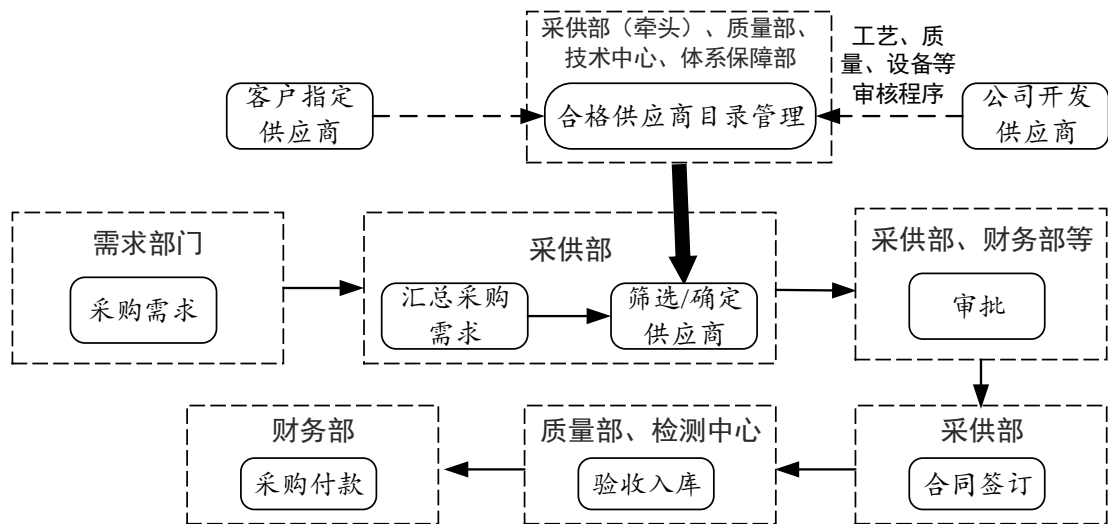 采供部（牵头）、质量部、
技术中心、体系保障部
工艺、质
量、设备等
审核程序
客户指定
供应商
合格供应商目录管理
公司开发
供应商
需求部门
采购需求
采供部
汇总采购
需求
筛选/确定
供应商
采供部、财务部等
审批
财务部
采购付款
质量部、检测中心
验收入库
采供部
合同签订